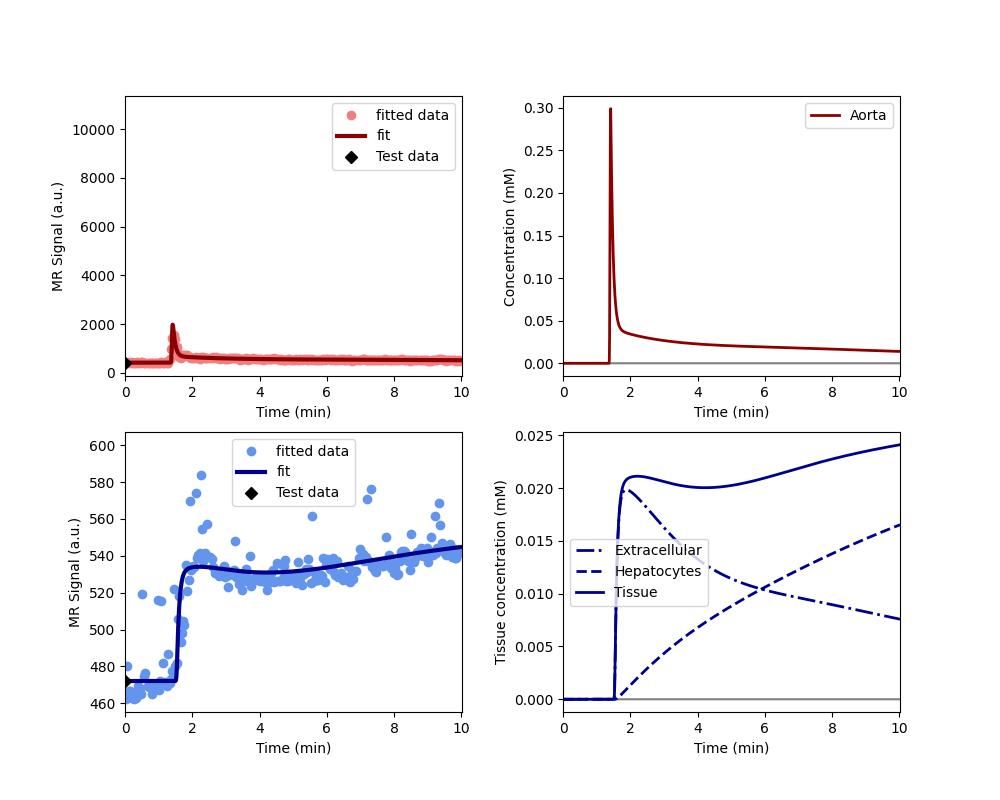 10000
8000
6000
4000
2000
0
MR Signal (a.u.)
fitted data
fit
Test data
0 2 4 6 8 10
Time (min)
0.30
0.25
0.20
0.15
0.10
0.05
0.00
Concentration (mM)
Aorta
0 2 4 6 8 10
Time (min)
600
580
560
540
520
500
480
460
MR Signal (a.u.)
fitted data
fit
Test data
0 2 4 6 8 10
Time (min)
0.025
0.020
0.015
0.010
0.005
0.000
Tissue concentration (mM)
Extracellular
Hepatocytes
Tissue
0 2 4 6 8 10
Time (min)